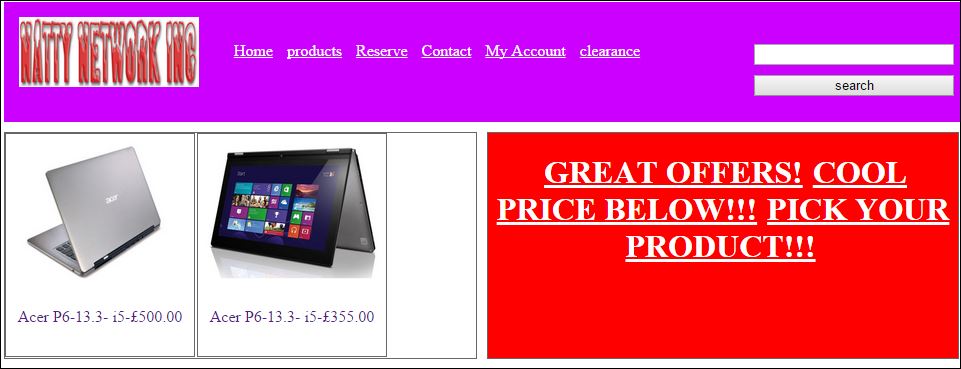 NATTY NETWORK INC
Home products Reserve Contact My Account clearance
search
acer
Acer P6-13.3- i5-£500.00
Acer P6-13.3- i5-£355.00
GREAT OFFERS! COOL
PRICE BELOW!!! PICK YOUR
PRODUCT!!!